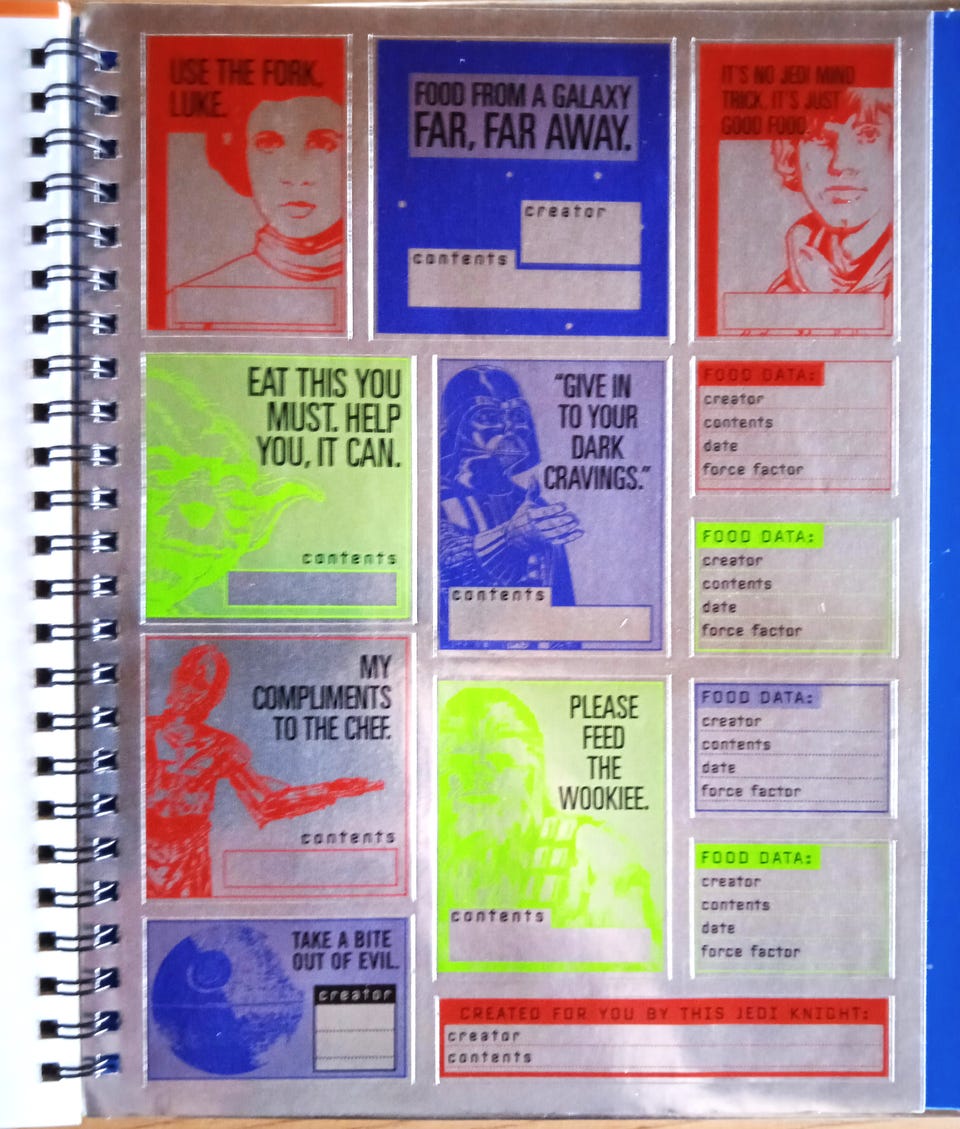 USE THE FORK,
LUKE.
FOOD FROM A GALAXY
FAR, FAR AWAY.
creator
contents
IT'S NO JEDI MIND
TRICK, IT'S JUST
GOOD FOOD.
EAT THIS YOU
MUST. HELP
YOU, IT CAN.
contents
"GIVE IN
TO YOUR
DARK
CRAVINGS."
contents
FOOD DATA:
creator
contents
date
force factor
FOOD DATA:
creator
contents
date
force factor
MY
COMPLIMENTS
TO THE CHEF.
contents
PLEASE
FEED
THE
WOOKIEE.
contents
FOOD DATA:
creator
contents
date
force factor
FOOD DATA:
creator
contents
date
force factor
TAKE A BITE
OUT OF EVIL.
creator
CREATED FOR YOU BY THIS JEDI KNIGHT:
creator
contents